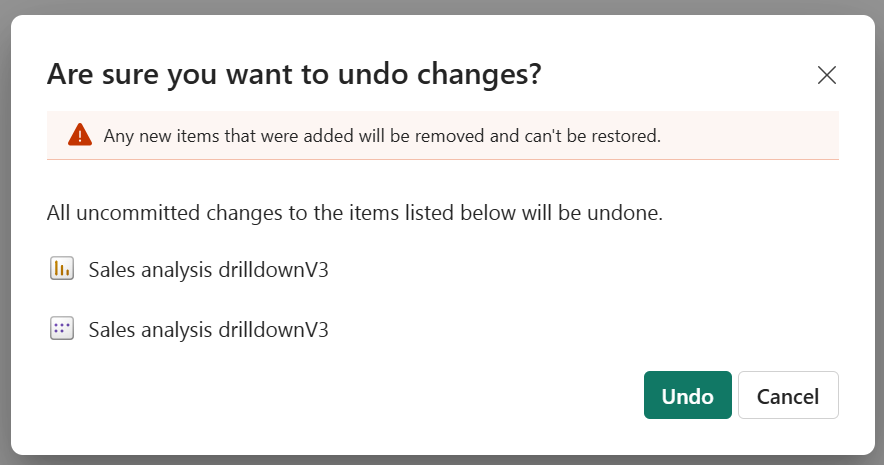 Are sure you want to undo changes?
Any new items that were added will be removed and can't be restored.
All uncommitted changes to the items listed below will be undone.
Sales analysis drilldownV3
Sales analysis drilldownV3
Undo Cancel